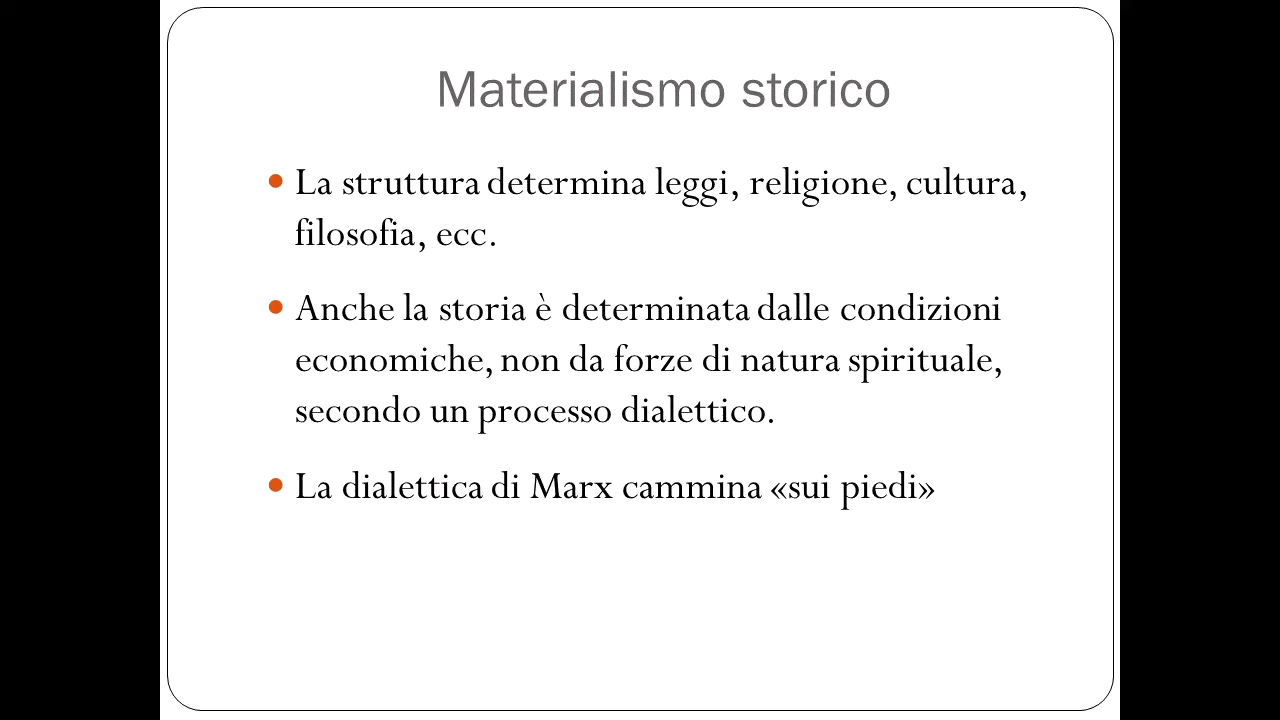 Materialismo storico
• La struttura determina leggi, religione, cultura,
filosofia, ecc.
• Anche la storia è determinata dalle condizioni
economiche, non da forze di natura spirituale,
secondo un processo dialettico.
• La dialettica di Marx cammina «sui piedi»